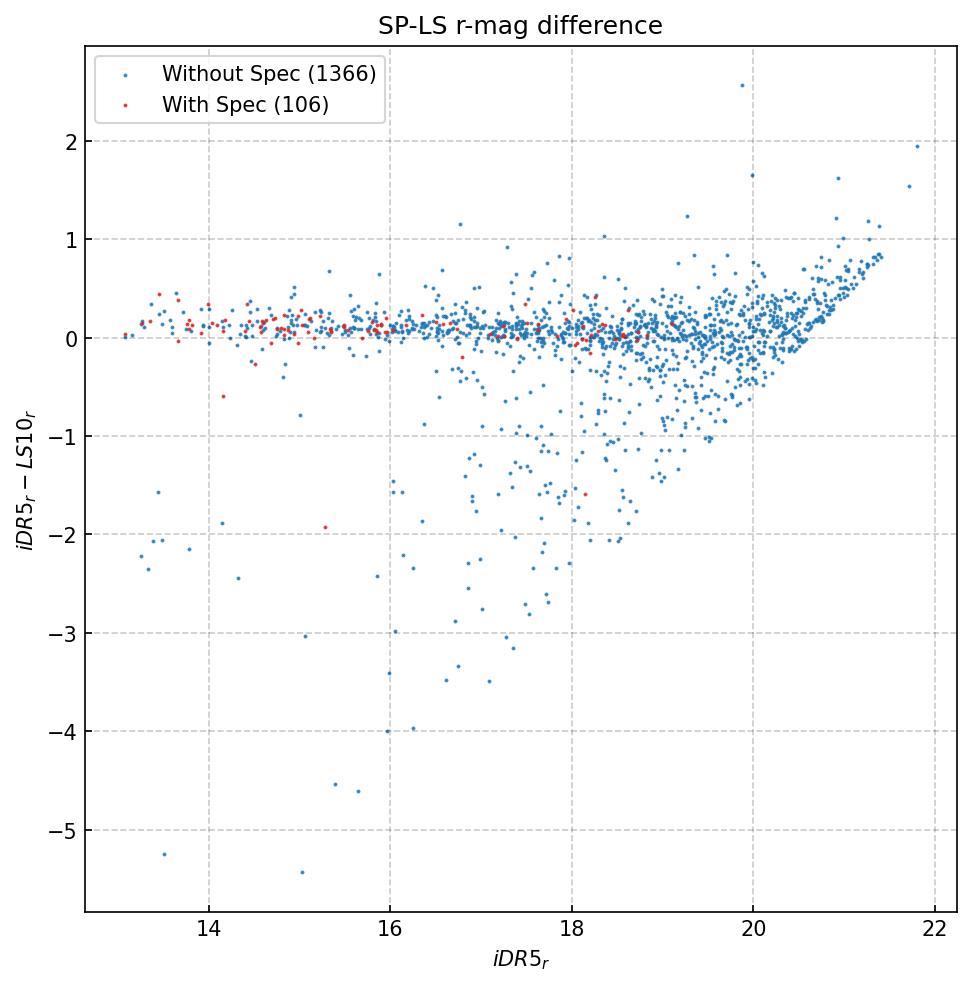 SP-LS r-mag difference
Without Spec (1366)
With Spec (106)
2
1
0
−1
−2
−3
−4
−5
iDR5r − LS10r
14 16 18 20 22
iDR5r